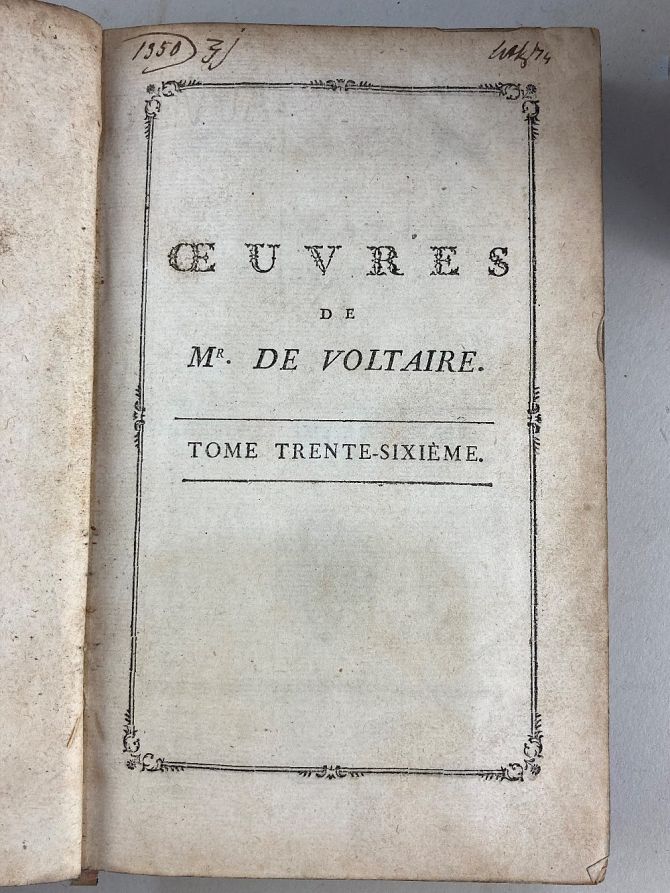 1350
ŒUVRES
DE
MR. DE VOLTAIRE.
TOME TRENTE-SIXIÈME.